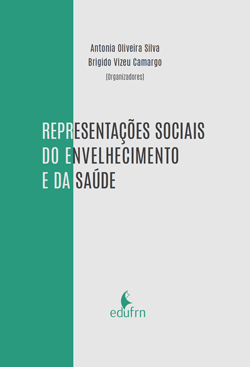 Antonia Oliveira Silva
Brigido Vizeu Camargo
(Organizadores)
REPRESENTAÇÕES SOCIAIS
DO ENVELHECIMENTO
E DA SAÚDE
edufrn